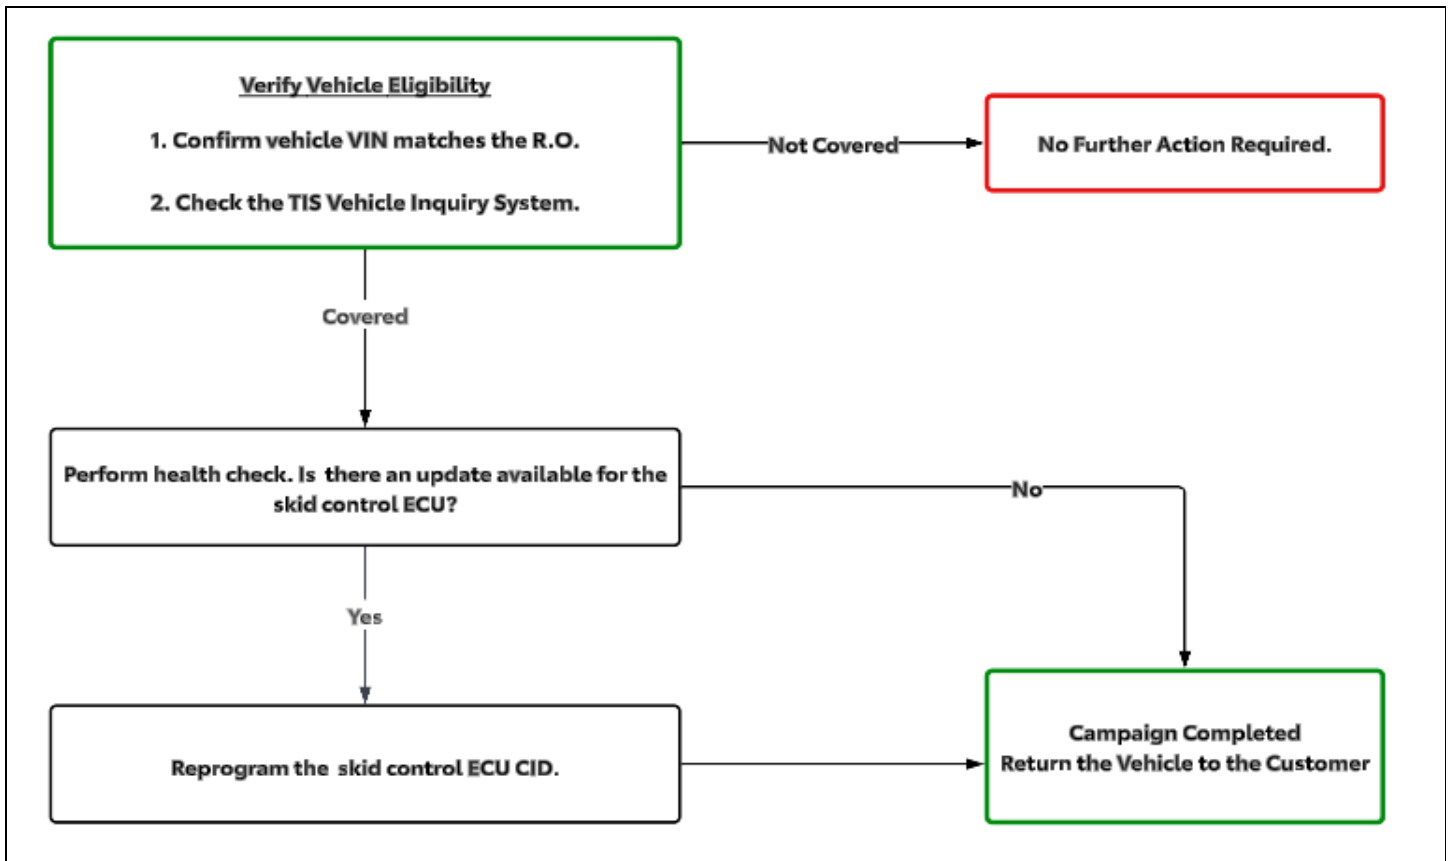 Verify Vehicle Eligibility
1. Confirm vehicle VIN matches the R.O.
2. Check the TIS Vehicle Inquiry System.
Not Covered
No Further Action Required.
Covered
Perform health check. Is there an update available for the
skid control ECU?
No
Yes
Reprogram the skid control ECU CID.
Campaign Completed
Return the Vehicle to the Customer